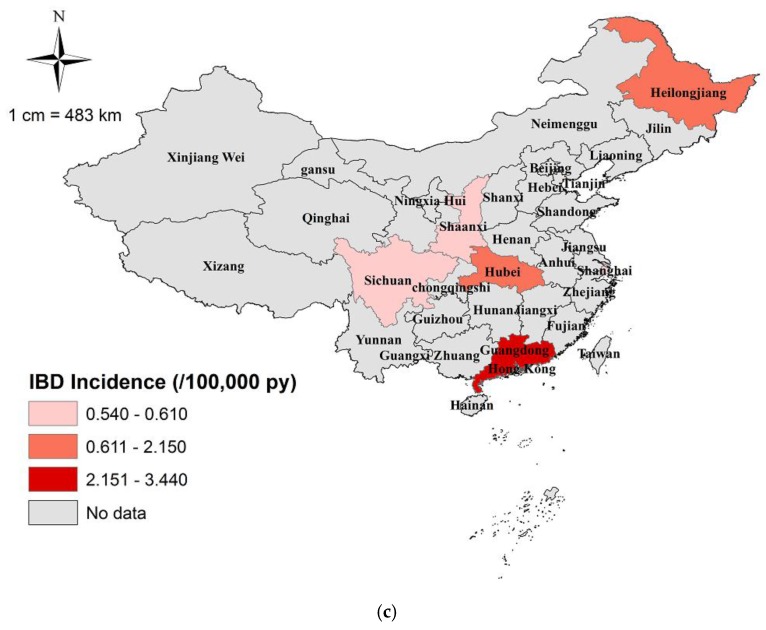 N
1 cm = 483 km
Heilongjiang
Neimenggu
Jilin
Xinjiang Wei
Liaoning
gansu
Beijing
Tianjin
Hebei
Ningxia Hui
Shanxi
Qinghai
Shandong
Shaanxi
Henan
Jiangsu
Xizang
Anhui
Shanghai
Sichuan
Hubei
chongqingshi
Zhejiang
Hunan
Jiangxi
Guizhou
Fujian
Yunnan
Guangxi Zhuang
Guangdong
Taiwan
Hong Kong
Hainan
IBD Incidence (/100,000 py)
0.540 - 0.610
0.611 - 2.150
2.151 - 3.440
No data
(c)